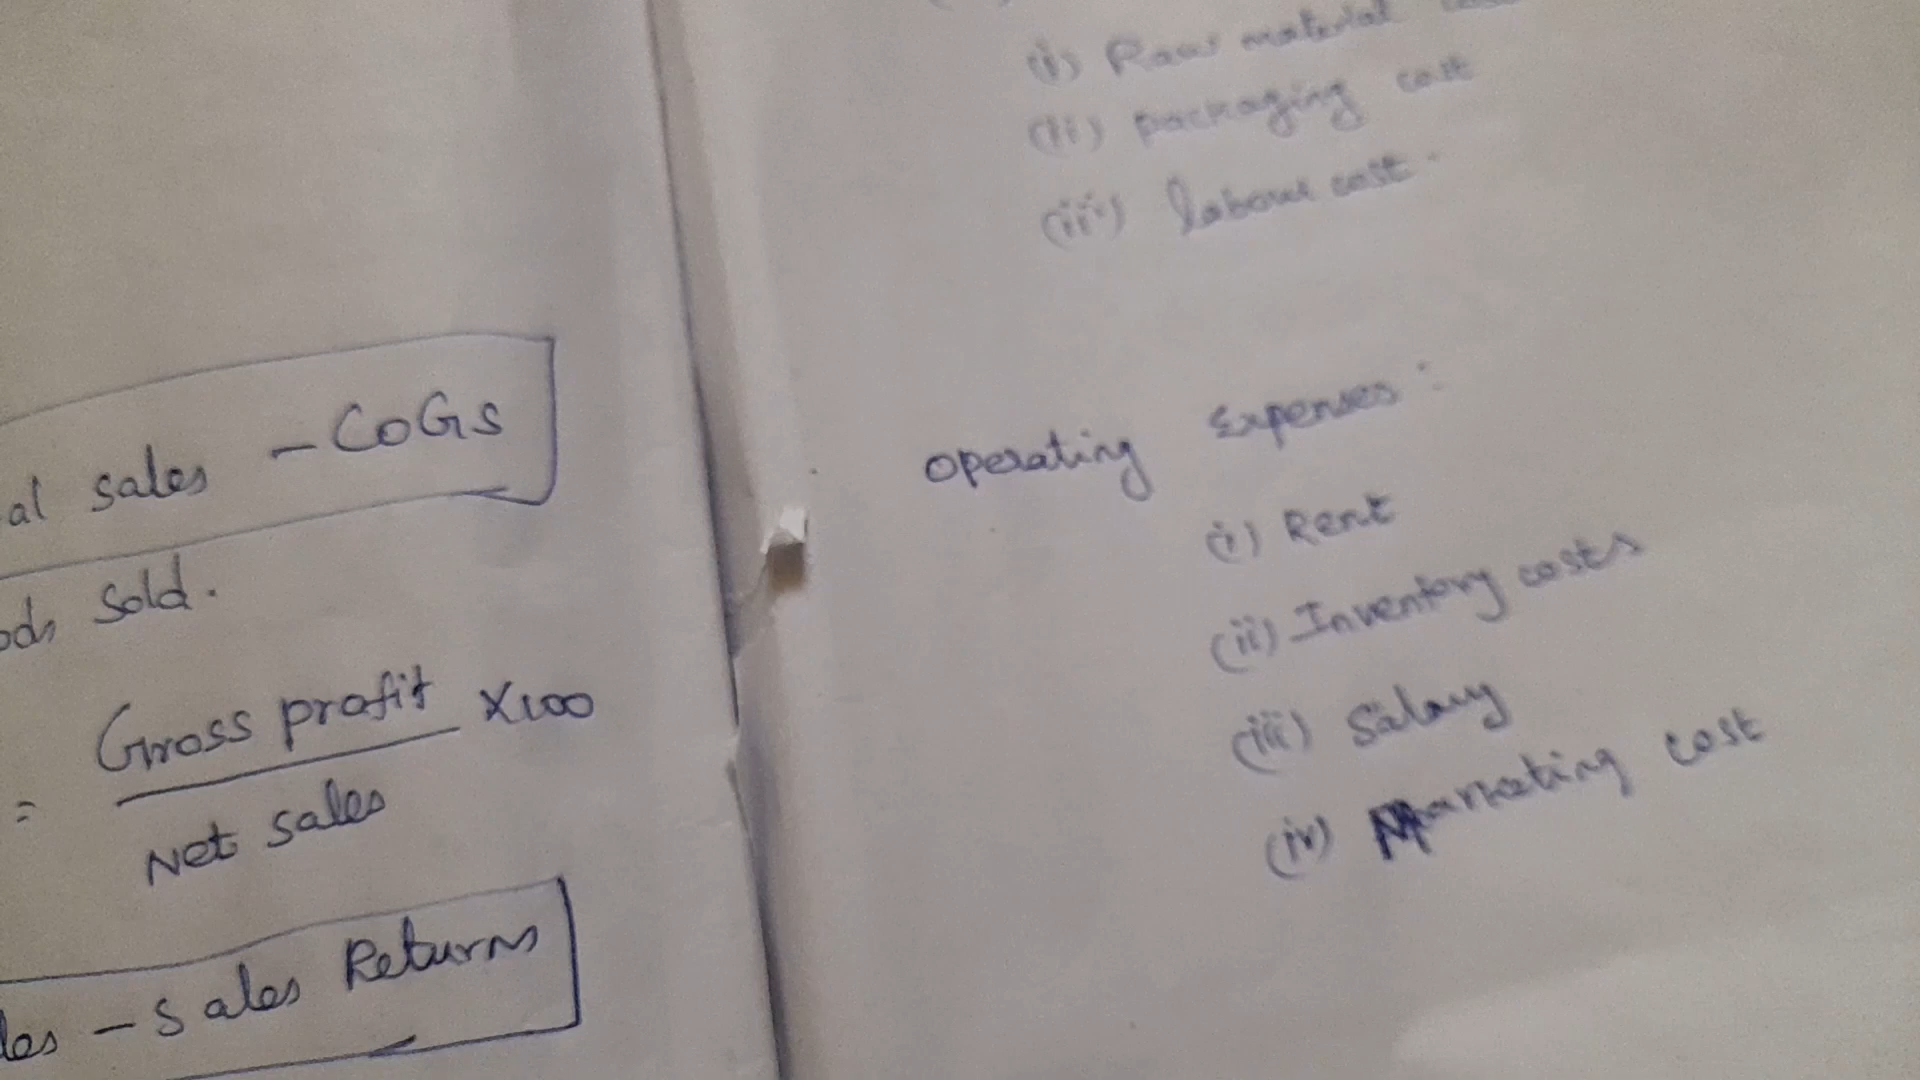 al sales - COGS
ods sold.
= Gross profit X100
Net sales
les - Sales Returns
(i) Raw material
(ii) packaging cost
(iii) labour cost.
Operating Expenses:
(i) Rent
(ii) Inventory costs
(iii) Salary
(iv) Marketing cost